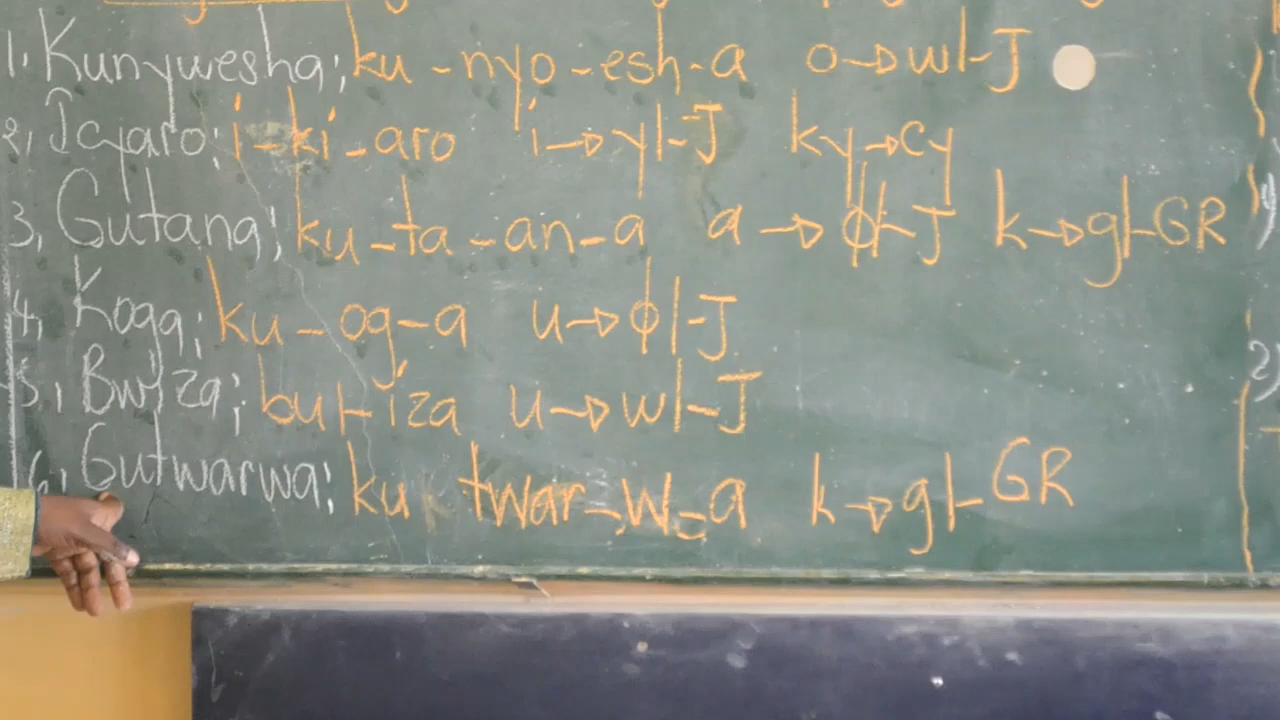 1. Kunywesha; ku-nyo-esh-a o→w|-J
2, Icyaro: i-ki-aro i→y|-J ky→cy
3, Gutang; ku-ta-an-a a→ϕ|-J k→g|-GR
4, Koga; ku-og-a u→ϕ|-J
5, Bwiza; bu-iza u→w|-J
6, Gutwarwa; ku twar-w-a k→g|-GR
2)